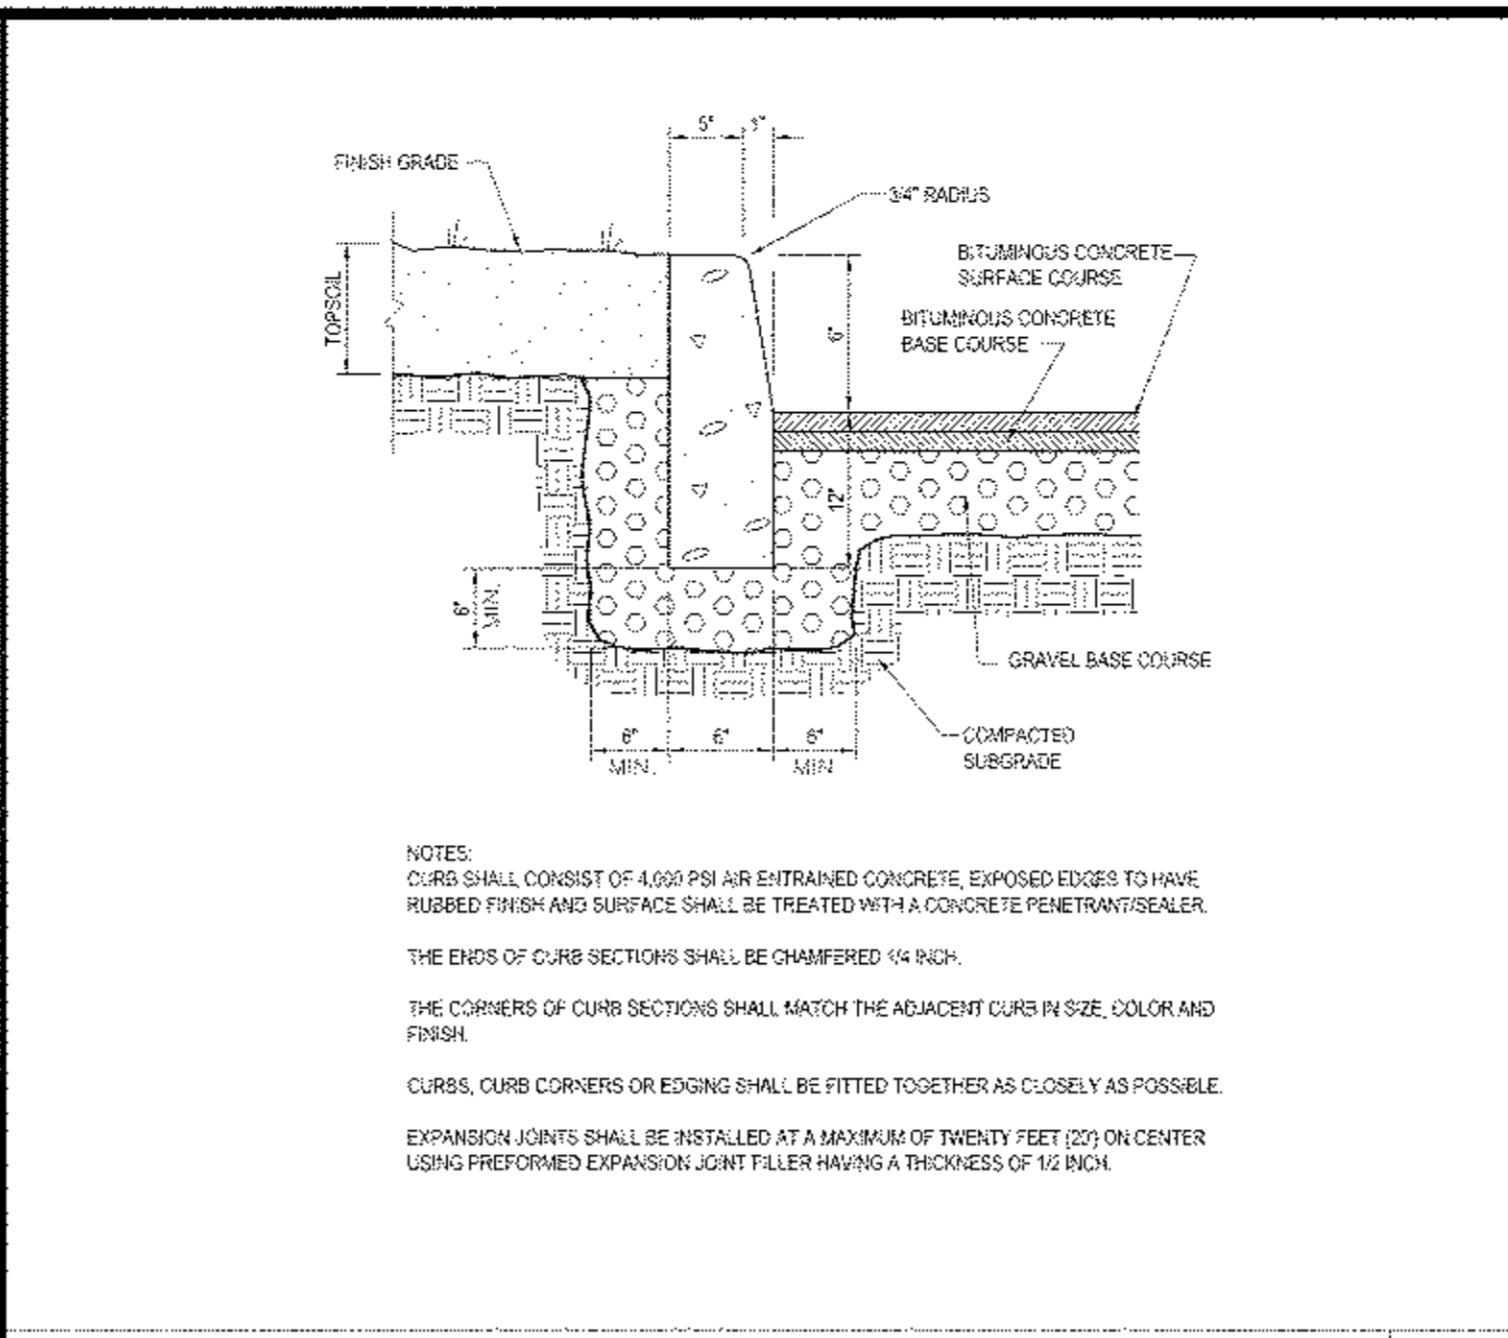 5" 1"
FINISH GRADE
3/4" RADIUS
BITUMINOUS CONCRETE
SURFACE COURSE
TOPSOIL
6"
BITUMINOUS CONCRETE
BASE COURSE
12"
6"
MIN.
GRAVEL BASE COURSE
6" 6" 6"
MIN. MIN.
COMPACTED
SUBGRADE
NOTES:
CURB SHALL CONSIST OF 4,000 PSI AIR ENTRAINED CONCRETE, EXPOSED EDGES TO HAVE
RUBBED FINISH AND SURFACE SHALL BE TREATED WITH A CONCRETE PENETRANT/SEALER.
THE ENDS OF CURB SECTIONS SHALL BE CHAMFERED 1/4 INCH.
THE CORNERS OF CURB SECTIONS SHALL MATCH THE ADJACENT CURB IN SIZE, COLOR AND
FINISH.
CURBS, CURB CORNERS OR EDGING SHALL BE FITTED TOGETHER AS CLOSELY AS POSSIBLE.
EXPANSION JOINTS SHALL BE INSTALLED AT A MAXIMUM OF TWENTY FEET (20') ON CENTER
USING PREFORMED EXPANSION JOINT FILLER HAVING A THICKNESS OF 1/2 INCH.